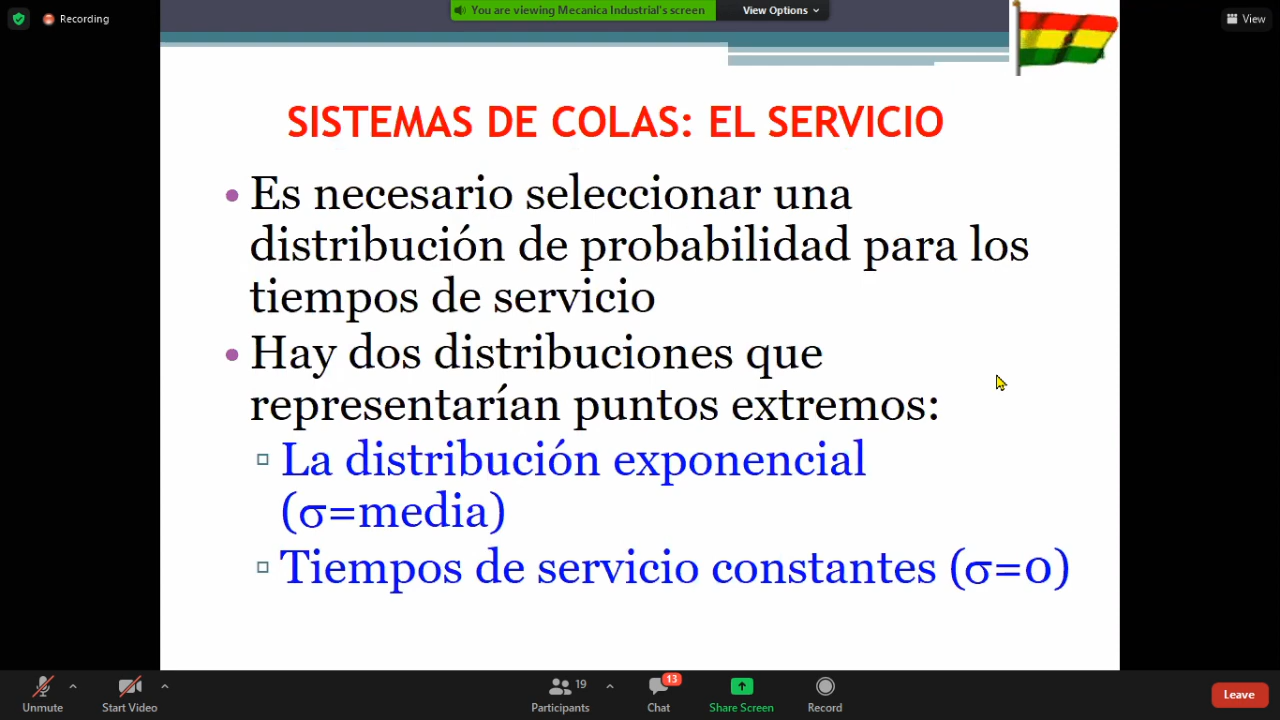 Recording
You are viewing Mecanica Industrial's screen
View Options
View
SISTEMAS DE COLAS: EL SERVICIO
• Es necesario seleccionar una
distribución de probabilidad para los
tiempos de servicio
• Hay dos distribuciones que
representarían puntos extremos:
▫ La distribución exponencial
(σ=media)
▫ Tiempos de servicio constantes (σ=0)
Unmute
Start Video
19
Participants
13
Chat
Share Screen
Record
Leave